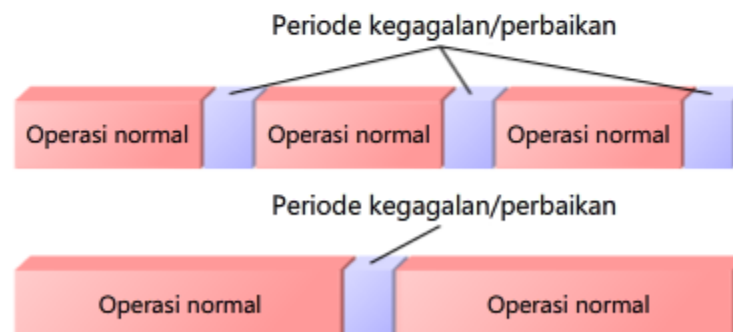 Periode kegagalan/perbaikan
Operasi normal Operasi normal Operasi normal
Periode kegagalan/perbaikan
Operasi normal Operasi normal